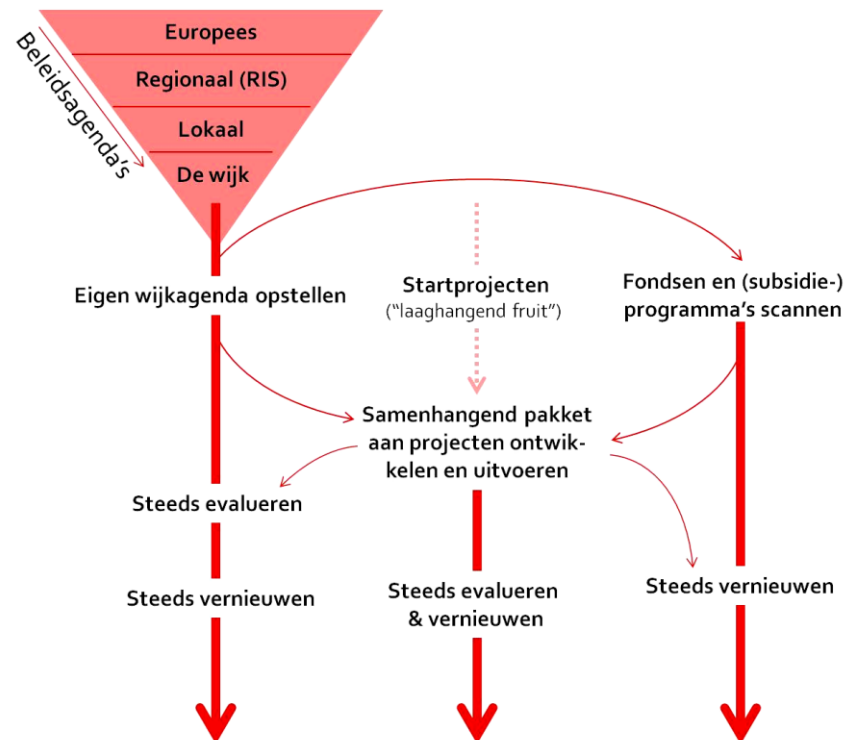 Beleidsagenda's
Europees
Regionaal (RIS)
Lokaal
De wijk
Eigen wijkagenda opstellen
Startprojecten
("laaghangend fruit")
Fondsen en (subsidie-)
programma's scannen
Samenhangend pakket
aan projecten ontwik-
kelen en uitvoeren
Steeds evalueren
Steeds vernieuwen
Steeds evalueren
& vernieuwen
Steeds vernieuwen